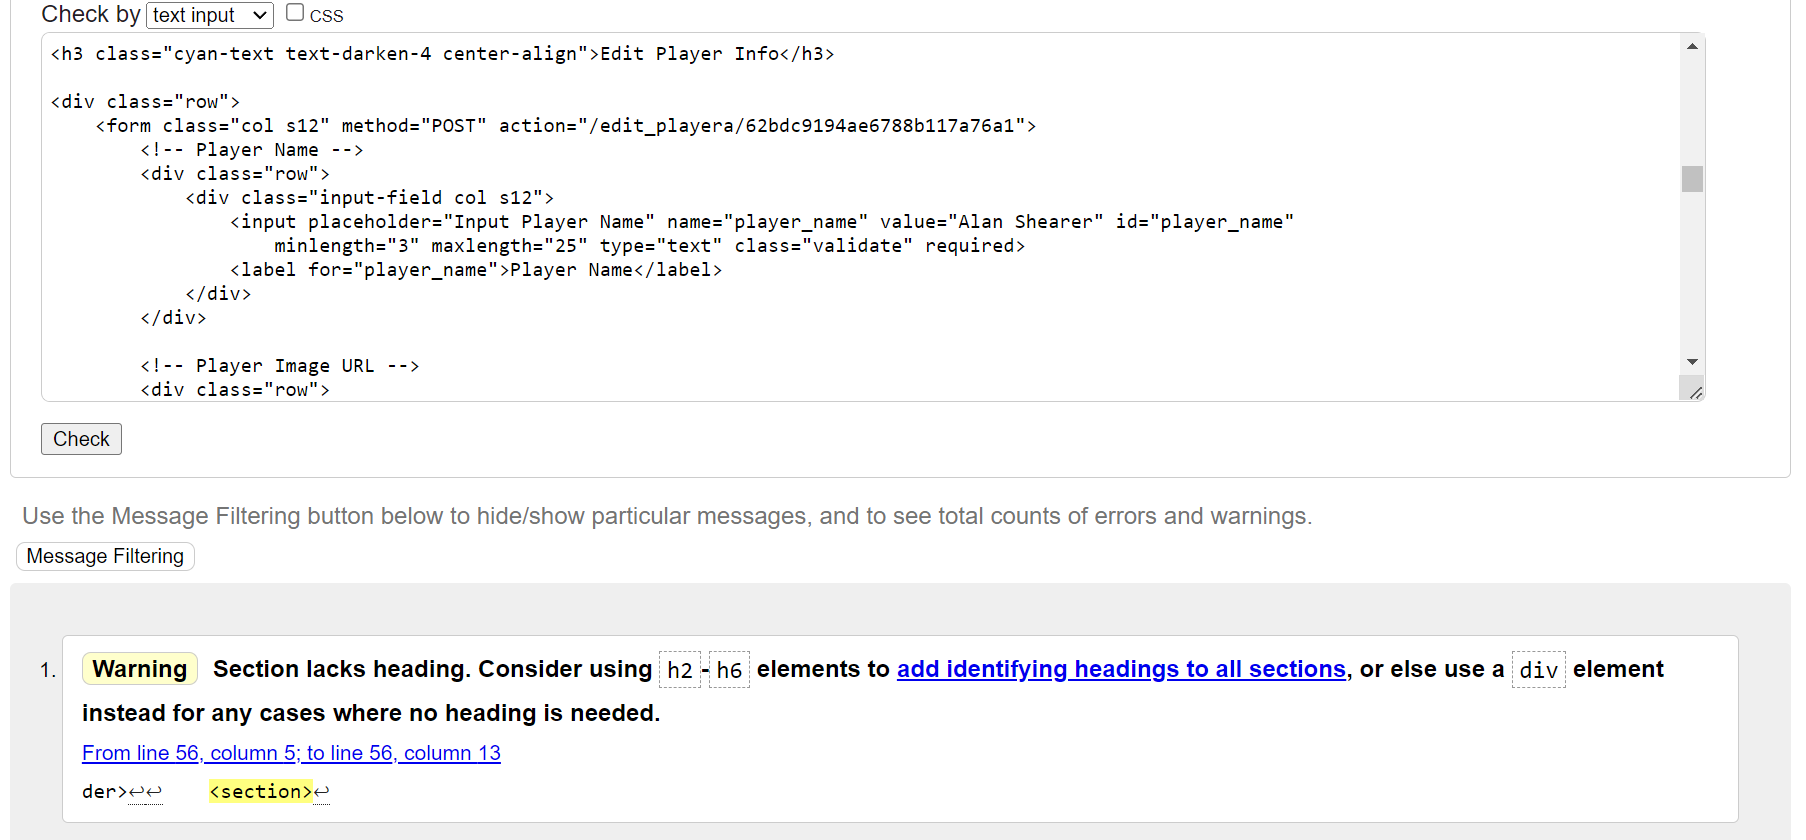 Check by text input CSS
<h3 class="cyan-text text-darken-4 center-align">Edit Player Info</h3>
<div class="row">
<form class="col s12" method="POST" action="/edit_playera/62bdc9194ae6788b117a76a1">
<!-- Player Name -->
<div class="row">
<div class="input-field col s12">
<input placeholder="Input Player Name" name="player_name" value="Alan Shearer" id="player_name"
minlength="3" maxlength="25" type="text" class="validate" required>
<label for="player_name">Player Name</label>
</div>
</div>
<!-- Player Image URL -->
<div class="row">
Check
Use the Message Filtering button below to hide/show particular messages, and to see total counts of errors and warnings.
Message Filtering
1. Warning Section lacks heading. Consider using h2-h6 elements to add identifying headings to all sections, or else use a div element
instead for any cases where no heading is needed.
From line 56, column 5; to line 56, column 13
der>↩↩ <section>↩